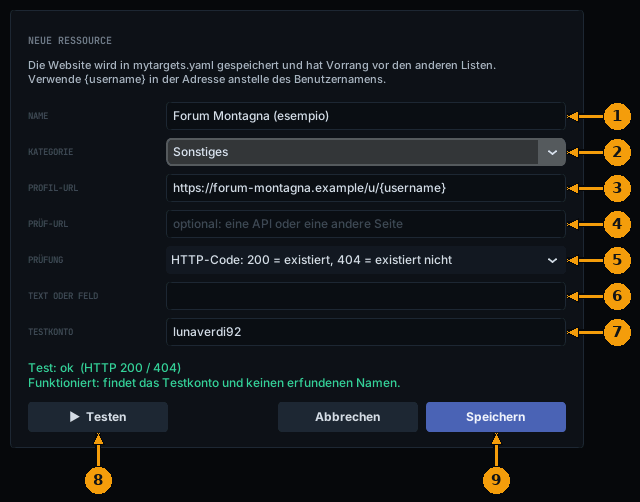 NEUE RESSOURCE
Die Website wird in mytargets.yaml gespeichert und hat Vorrang vor den anderen Listen.
Verwende {username} in der Adresse anstelle des Benutzernamens.
NAME Forum Montagna (esempio) 1
KATEGORIE Sonstiges 2
PROFIL-URL https://forum-montagna.example/u/{username} 3
PRÜF-URL optional: eine API oder eine andere Seite 4
PRÜFUNG HTTP-Code: 200 = existiert, 404 = existiert nicht 5
TEXT ODER FELD 6
TESTKONTO lunaverdi92 7
Test: ok (HTTP 200 / 404)
Funktioniert: findet das Testkonto und keinen erfundenen Namen.
▶ Testen Abbrechen Speichern
8 9